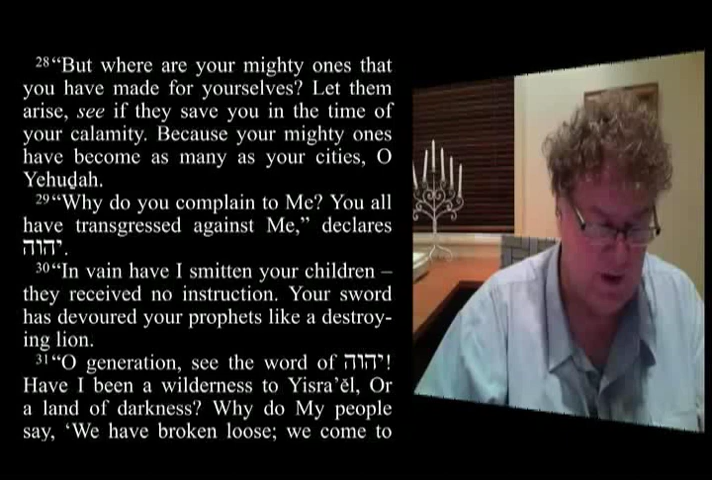 28“But where are your mighty ones that
you have made for yourselves? Let them
arise, see if they save you in the time of
your calamity. Because your mighty ones
have become as many as your cities, O
Yehuḏah.
29“Why do you complain to Me? You all
have transgressed against Me,” declares
יהוה.
30“In vain have I smitten your children –
they received no instruction. Your sword
has devoured your prophets like a destroy-
ing lion.
31“O generation, see the word of יהוה!
Have I been a wilderness to Yisra’ĕl, Or
a land of darkness? Why do My people
say, ‘We have broken loose; we come to